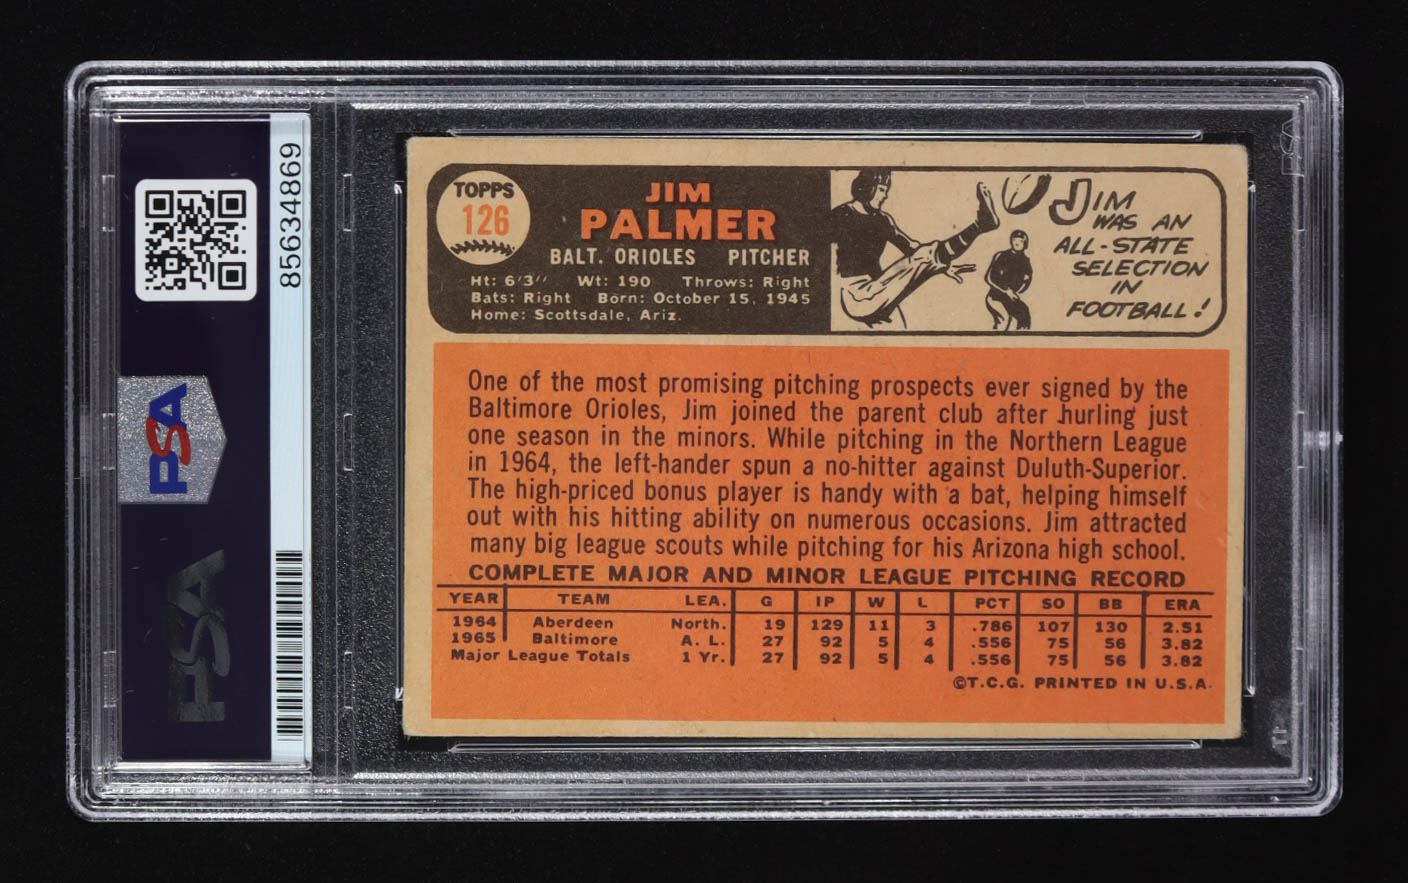 85634869
PSA
PSA
TOPPS
126
JIM
PALMER
BALT. ORIOLES PITCHER
Ht: 6'3" Wt: 190 Throws: Right
Bats: Right Born: October 15, 1945
Home: Scottsdale, Ariz.
JIM
WAS AN
ALL-STATE
SELECTION
IN
FOOTBALL!
One of the most promising pitching prospects ever signed by the
Baltimore Orioles, Jim joined the parent club after hurling just
one season in the minors. While pitching in the Northern League
in 1964, the left-hander spun a no-hitter against Duluth-Superior.
The high-priced bonus player is handy with a bat, helping himself
out with his hitting ability on numerous occasions. Jim attracted
many big league scouts while pitching for his Arizona high school.
COMPLETE MAJOR AND MINOR LEAGUE PITCHING RECORD
YEAR TEAM LEA. G IP W L PCT SO BB ERA
1964 Aberdeen North. 19 129 11 3 .786 107 130 2.51
1965 Baltimore A. L. 27 92 5 4 .556 75 56 3.82
Major League Totals 1 Yr. 27 92 5 4 .556 75 56 3.82
©T.C.G. PRINTED IN U.S.A.